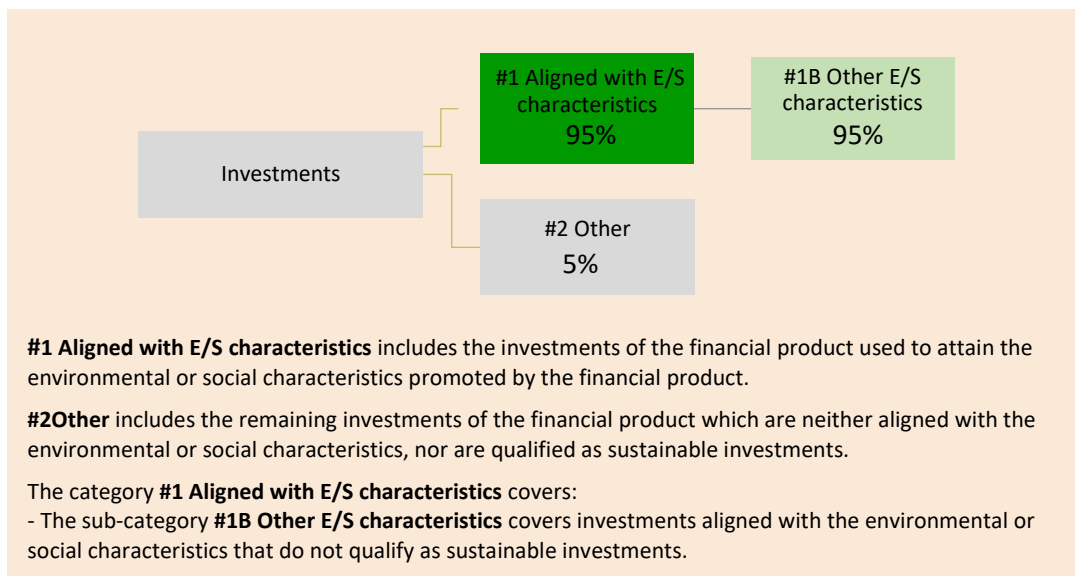 #1 Aligned with E/S
characteristics
95%
#1B Other E/S
characteristics
95%
Investments
#2 Other
5%
#1 Aligned with E/S characteristics includes the investments of the financial product used to attain the
environmental or social characteristics promoted by the financial product.
#2Other includes the remaining investments of the financial product which are neither aligned with the
environmental or social characteristics, nor are qualified as sustainable investments.
The category #1 Aligned with E/S characteristics covers:
- The sub-category #1B Other E/S characteristics covers investments aligned with the environmental or
social characteristics that do not qualify as sustainable investments.